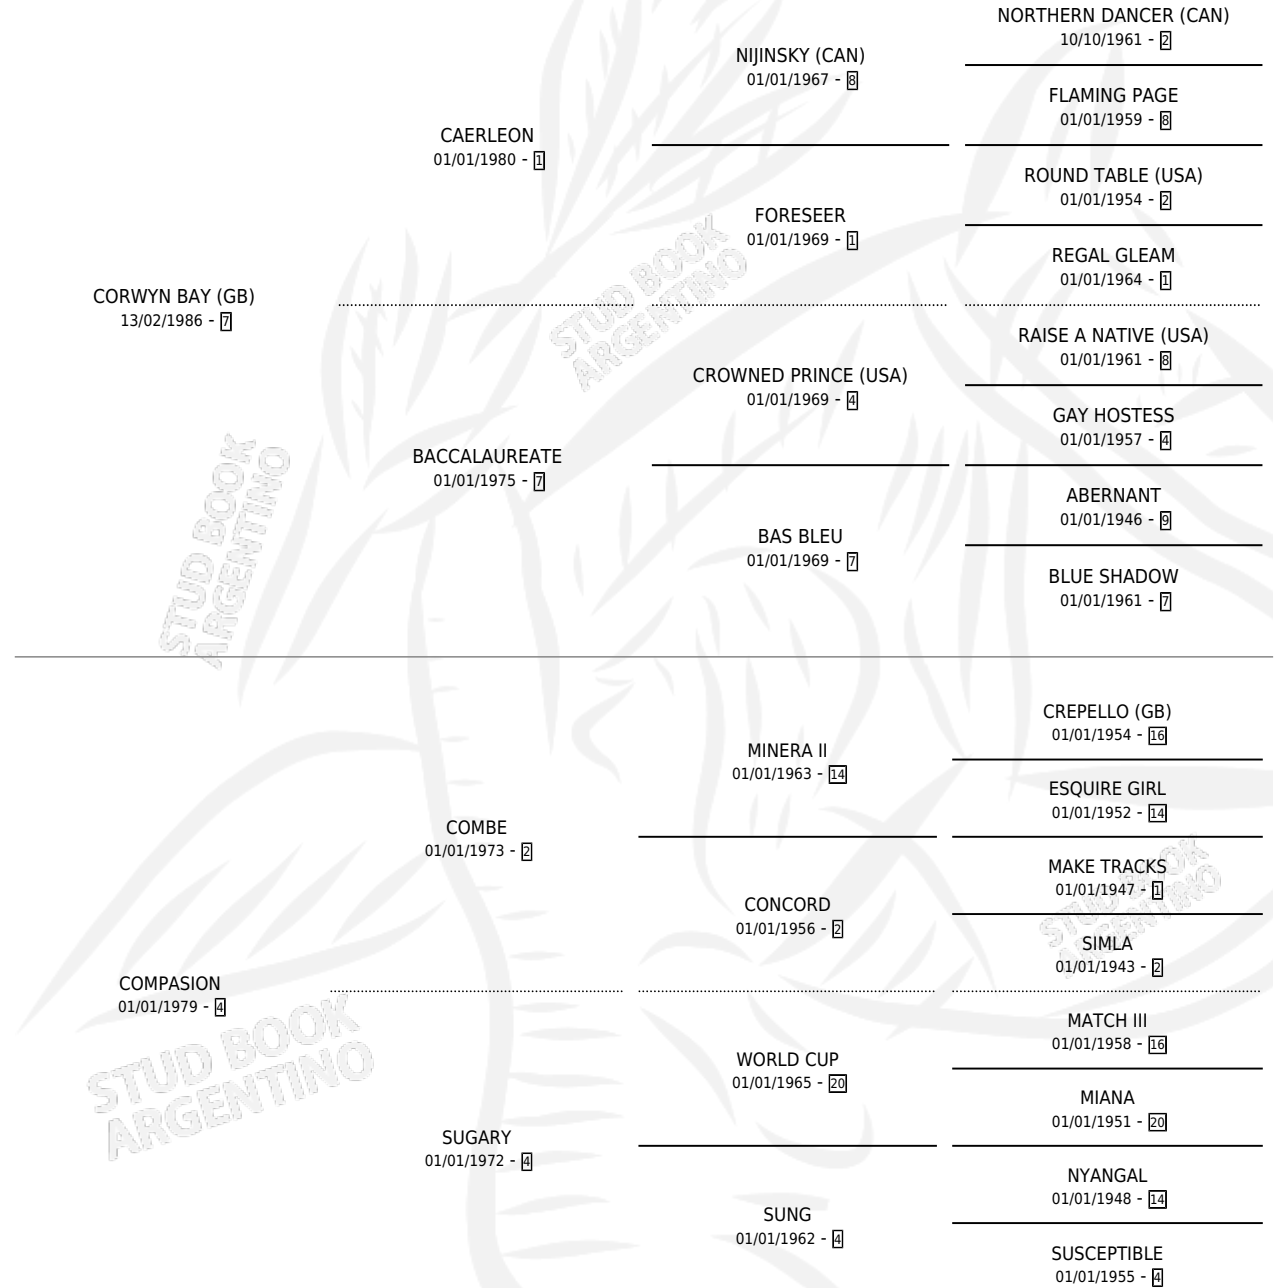 NORTHERN DANCER (CAN)
10/10/1961 - 2
NIJINSKY (CAN)
01/01/1967 - 8
FLAMING PAGE
01/01/1959 - 8
CAERLEON
01/01/1980 - 1
ROUND TABLE (USA)
01/01/1954 - 2
FORESEER
01/01/1969 - 1
REGAL GLEAM
01/01/1964 - 1
CORWYN BAY (GB)
13/02/1986 - 7
RAISE A NATIVE (USA)
01/01/1961 - 8
CROWNED PRINCE (USA)
01/01/1969 - 4
GAY HOSTESS
01/01/1957 - 4
BACCALAUREATE
01/01/1975 - 7
ABERNANT
01/01/1946 - 9
BAS BLEU
01/01/1969 - 7
BLUE SHADOW
01/01/1961 - 7
STUD BOOK
ARGENTINO
STUD BOOK
ARGENTINO
CREPELLO (GB)
01/01/1954 - 16
MINERA II
01/01/1963 - 14
ESQUIRE GIRL
01/01/1952 - 14
COMBE
01/01/1973 - 2
MAKE TRACKS
01/01/1947 - 1
CONCORD
01/01/1956 - 2
SIMLA
01/01/1943 - 2
COMPASION
01/01/1979 - 4
MATCH III
01/01/1958 - 16
WORLD CUP
01/01/1965 - 20
MIANA
01/01/1951 - 20
SUGARY
01/01/1972 - 4
NYANGAL
01/01/1948 - 14
SUNG
01/01/1962 - 4
SUSCEPTIBLE
01/01/1955 - 4
STUD BOOK
ARGENTINO
STUD BOOK
ARGENTINO